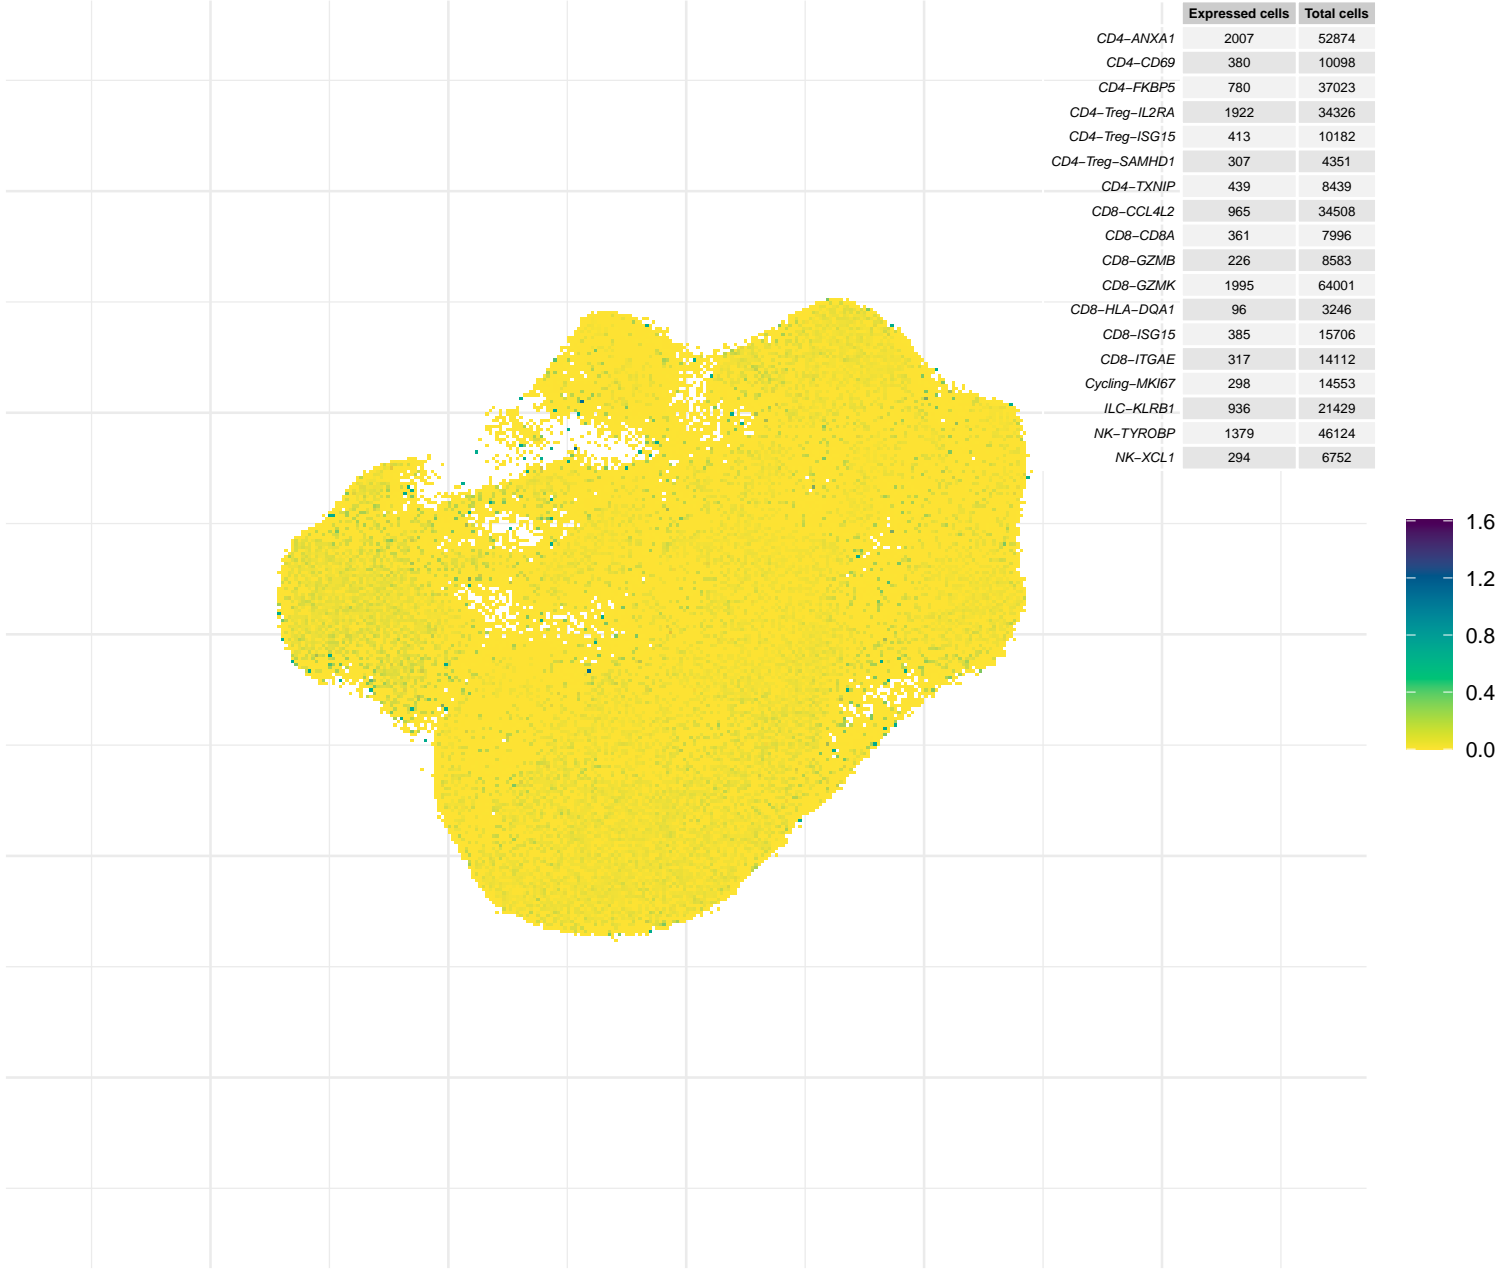 Expressed cells Total cells
CD4−ANXA1 2007 52874
CD4−CD69 380 10098
CD4−FKBP5 780 37023
CD4−Treg−IL2RA 1922 34326
CD4−Treg−ISG15 413 10182
CD4−Treg−SAMHD1 307 4351
CD4−TXNIP 439 8439
CD8−CCL4L2 965 34508
CD8−CD8A 361 7996
CD8−GZMB 226 8583
CD8−GZMK 1995 64001
CD8−HLA−DQA1 96 3246
CD8−ISG15 385 15706
CD8−ITGAE 317 14112
Cycling−MKI67 298 14553
ILC−KLRB1 936 21429
NK−TYROBP 1379 46124
NK−XCL1 294 6752
1.6
1.2
0.8
0.4
0.0